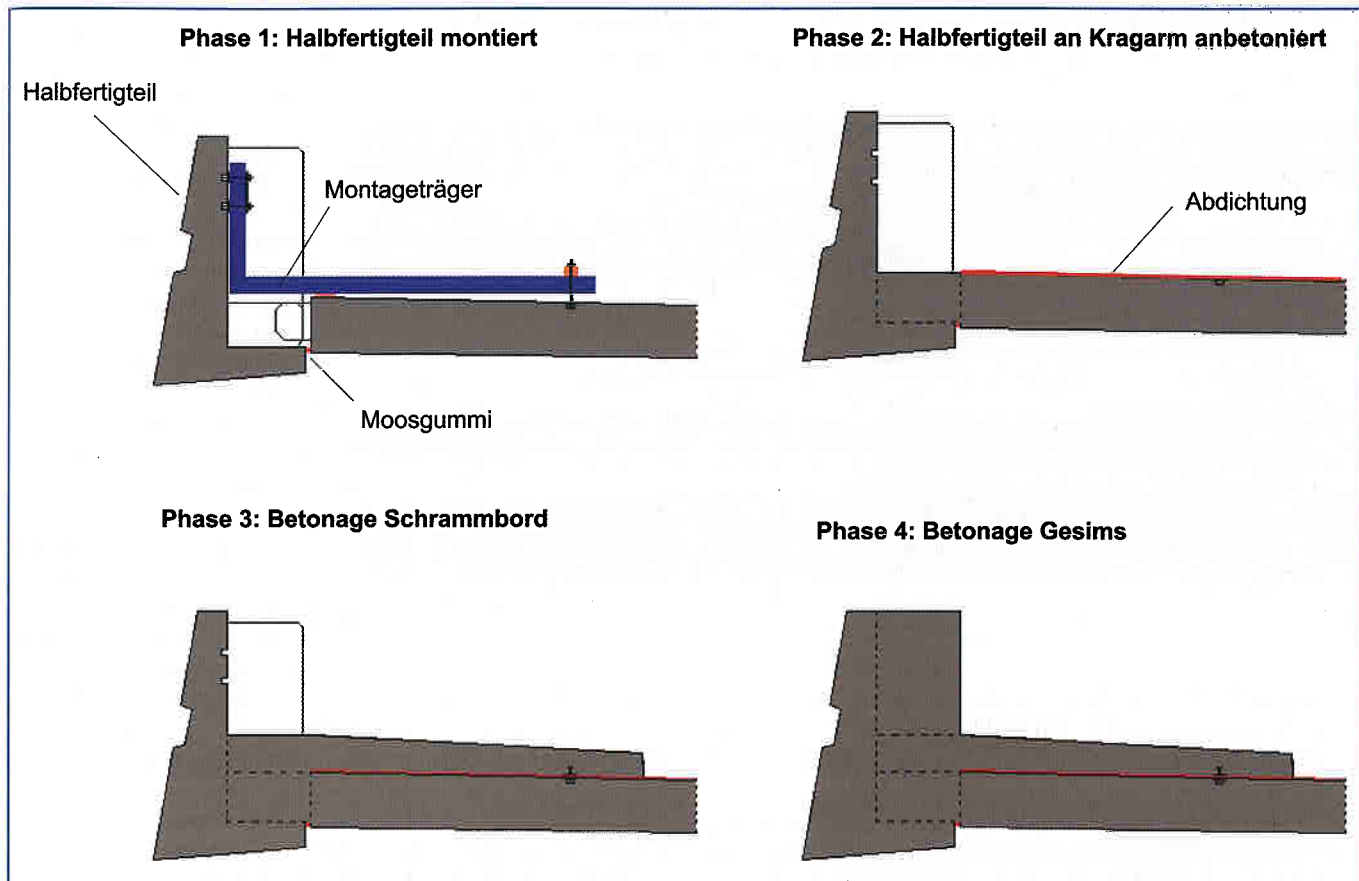 Phase 1: Halbfertigteil montiert
Phase 2: Halbfertigteil an Kragarm anbetoniert
Halbfertigteil
Montageträger
Abdichtung
Moosgummi
Phase 3: Betonage Schrammbord
Phase 4: Betonage Gesims